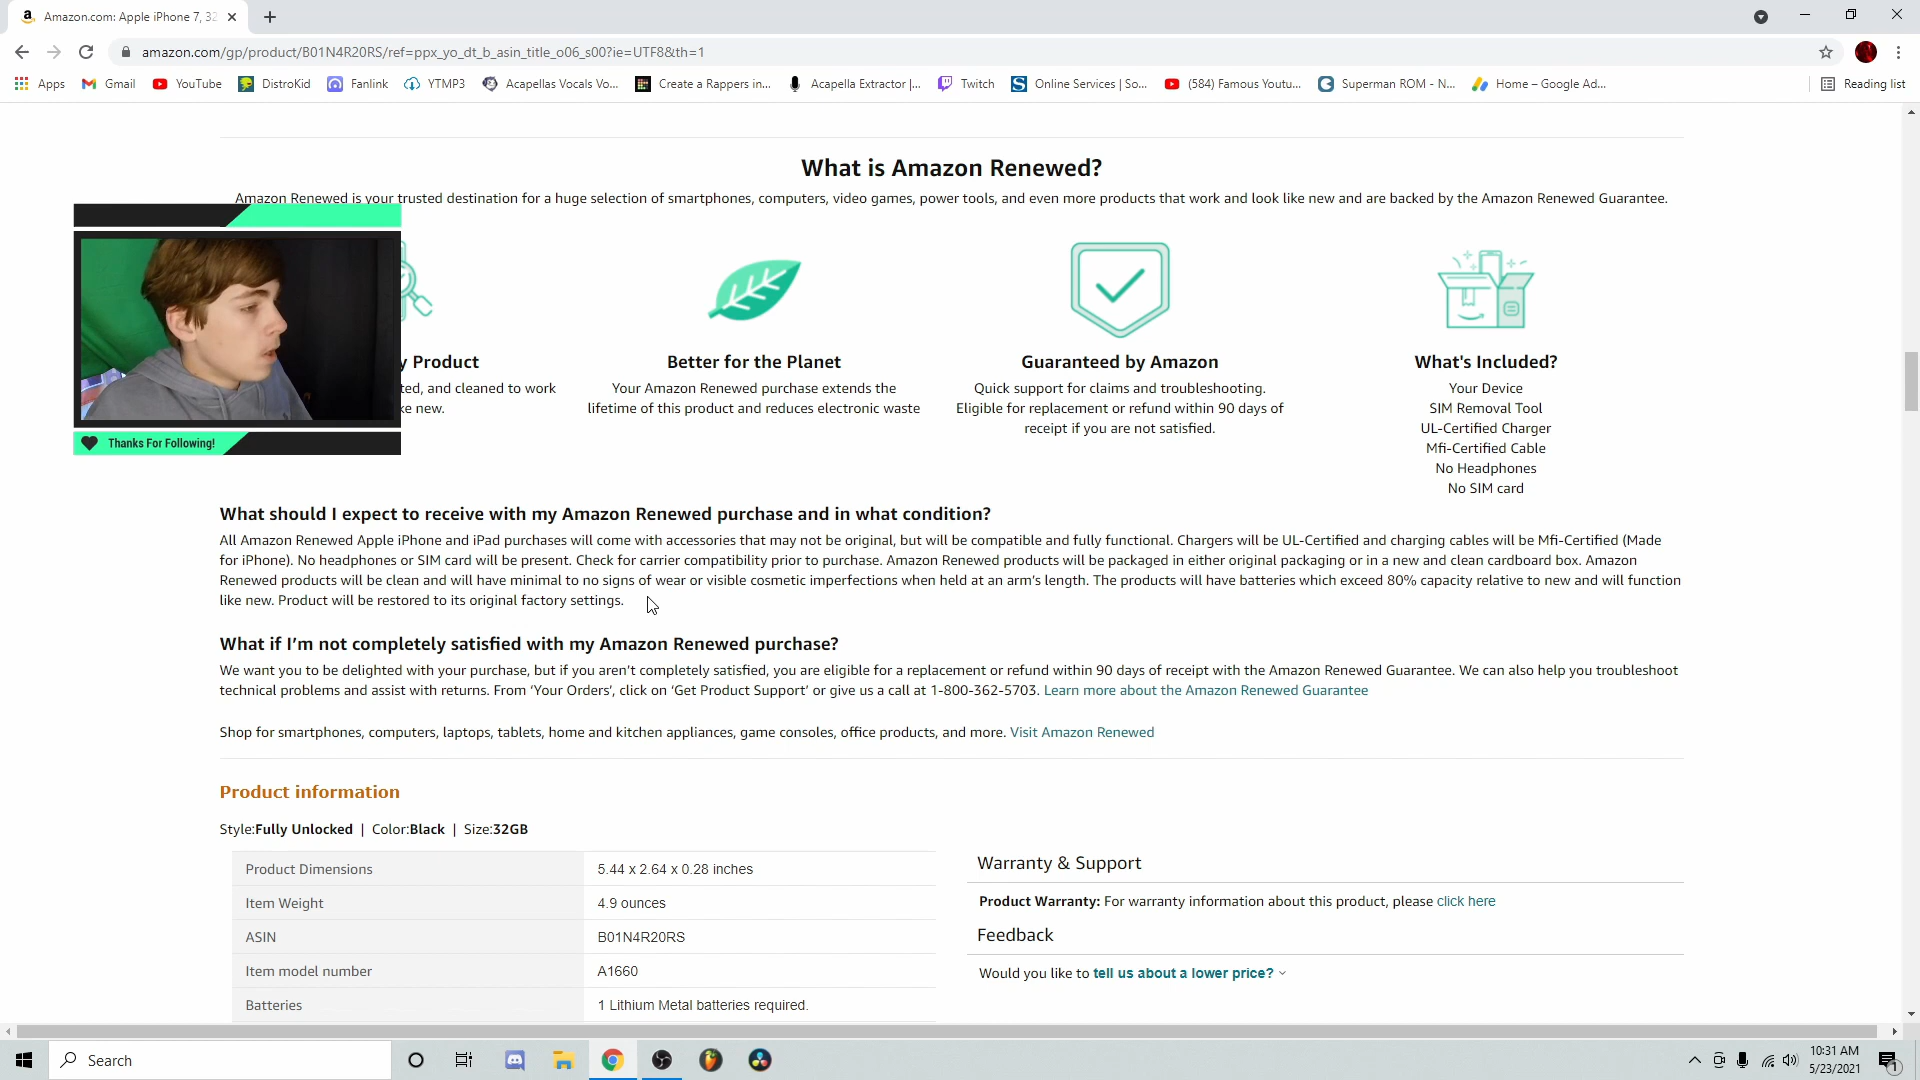 Amazon.com: Apple iPhone 7, 32
amazon.com/gp/product/B01N4R20RS/ref=ppx_yo_dt_b_asin_title_o06_s00?ie=UTF8&th=1
Apps Gmail YouTube DistroKid Fanlink YTMP3 Acapellas Vocals Vo... Create a Rappers in... Acapella Extractor |... Twitch Online Services | So... (584) Famous Youtu... Superman ROM - N... Home – Google Ad... Reading list
What is Amazon Renewed?
Amazon Renewed is your trusted destination for a huge selection of smartphones, computers, video games, power tools, and even more products that work and look like new and are backed by the Amazon Renewed Guarantee.
y Product
ted, and cleaned to work
ke new.
Better for the Planet
Your Amazon Renewed purchase extends the
lifetime of this product and reduces electronic waste
Guaranteed by Amazon
Quick support for claims and troubleshooting.
Eligible for replacement or refund within 90 days of
receipt if you are not satisfied.
What's Included?
Your Device
SIM Removal Tool
UL-Certified Charger
Mfi-Certified Cable
No Headphones
No SIM card
Thanks For Following!
What should I expect to receive with my Amazon Renewed purchase and in what condition?
All Amazon Renewed Apple iPhone and iPad purchases will come with accessories that may not be original, but will be compatible and fully functional. Chargers will be UL-Certified and charging cables will be Mfi-Certified (Made
for iPhone). No headphones or SIM card will be present. Check for carrier compatibility prior to purchase. Amazon Renewed products will be packaged in either original packaging or in a new and clean cardboard box. Amazon
Renewed products will be clean and will have minimal to no signs of wear or visible cosmetic imperfections when held at an arm's length. The products will have batteries which exceed 80% capacity relative to new and will function
like new. Product will be restored to its original factory settings.
What if I’m not completely satisfied with my Amazon Renewed purchase?
We want you to be delighted with your purchase, but if you aren’t completely satisfied, you are eligible for a replacement or refund within 90 days of receipt with the Amazon Renewed Guarantee. We can also help you troubleshoot
technical problems and assist with returns. From ‘Your Orders’, click on ‘Get Product Support’ or give us a call at 1-800-362-5703. Learn more about the Amazon Renewed Guarantee
Shop for smartphones, computers, laptops, tablets, home and kitchen appliances, game consoles, office products, and more. Visit Amazon Renewed
Product information
Style:Fully Unlocked | Color:Black | Size:32GB
Product Dimensions 5.44 x 2.64 x 0.28 inches
Item Weight 4.9 ounces
ASIN B01N4R20RS
Item model number A1660
Batteries 1 Lithium Metal batteries required.
Warranty & Support
Product Warranty: For warranty information about this product, please click here
Feedback
Would you like to tell us about a lower price?
Search
10:31 AM
5/23/2021
1